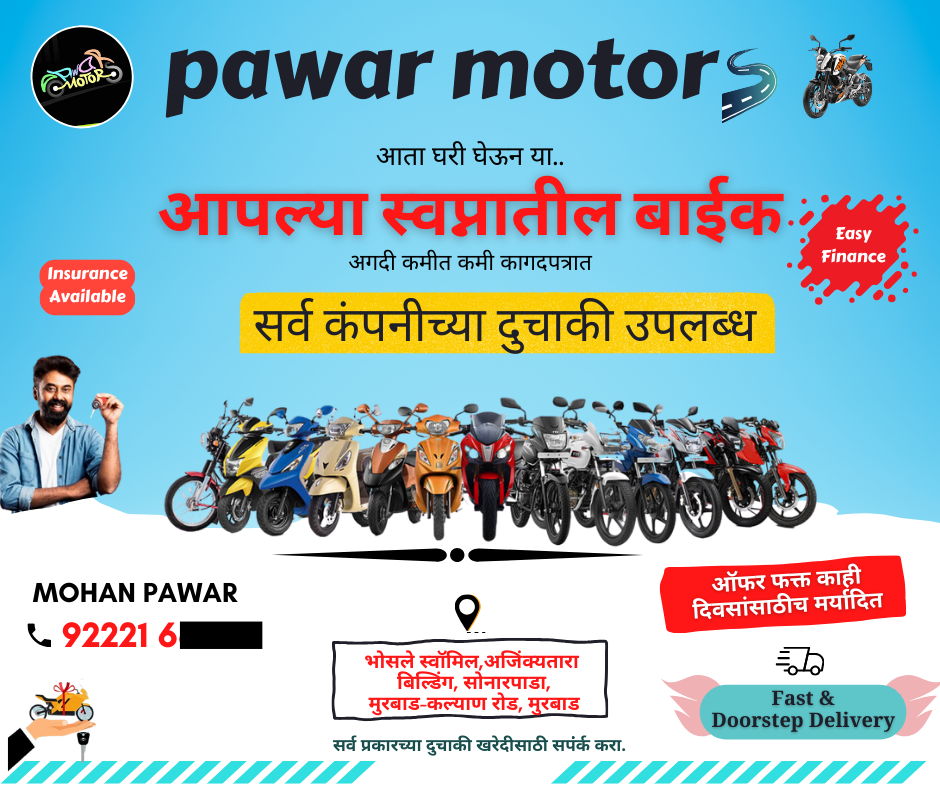 pawar motors
MOTOR
आता घरी घेऊन या..
आपल्या स्वप्नातील बाईक
अगदी कमीत कमी कागदपत्रात
Easy
Finance
Insurance
Available
सर्व कंपनीच्या दुचाकी उपलब्ध
MOHAN PAWAR
92221 6
भोसले स्वॉमिल,अजिंक्यतारा
बिल्डिंग, सोनारपाडा,
मुरबाड-कल्याण रोड, मुरबाड
सर्व प्रकारच्या दुचाकी खरेदीसाठी सपंर्क करा.
ऑफर फक्त काही
दिवसांसाठीच मर्यादित
Fast &
Doorstep Delivery